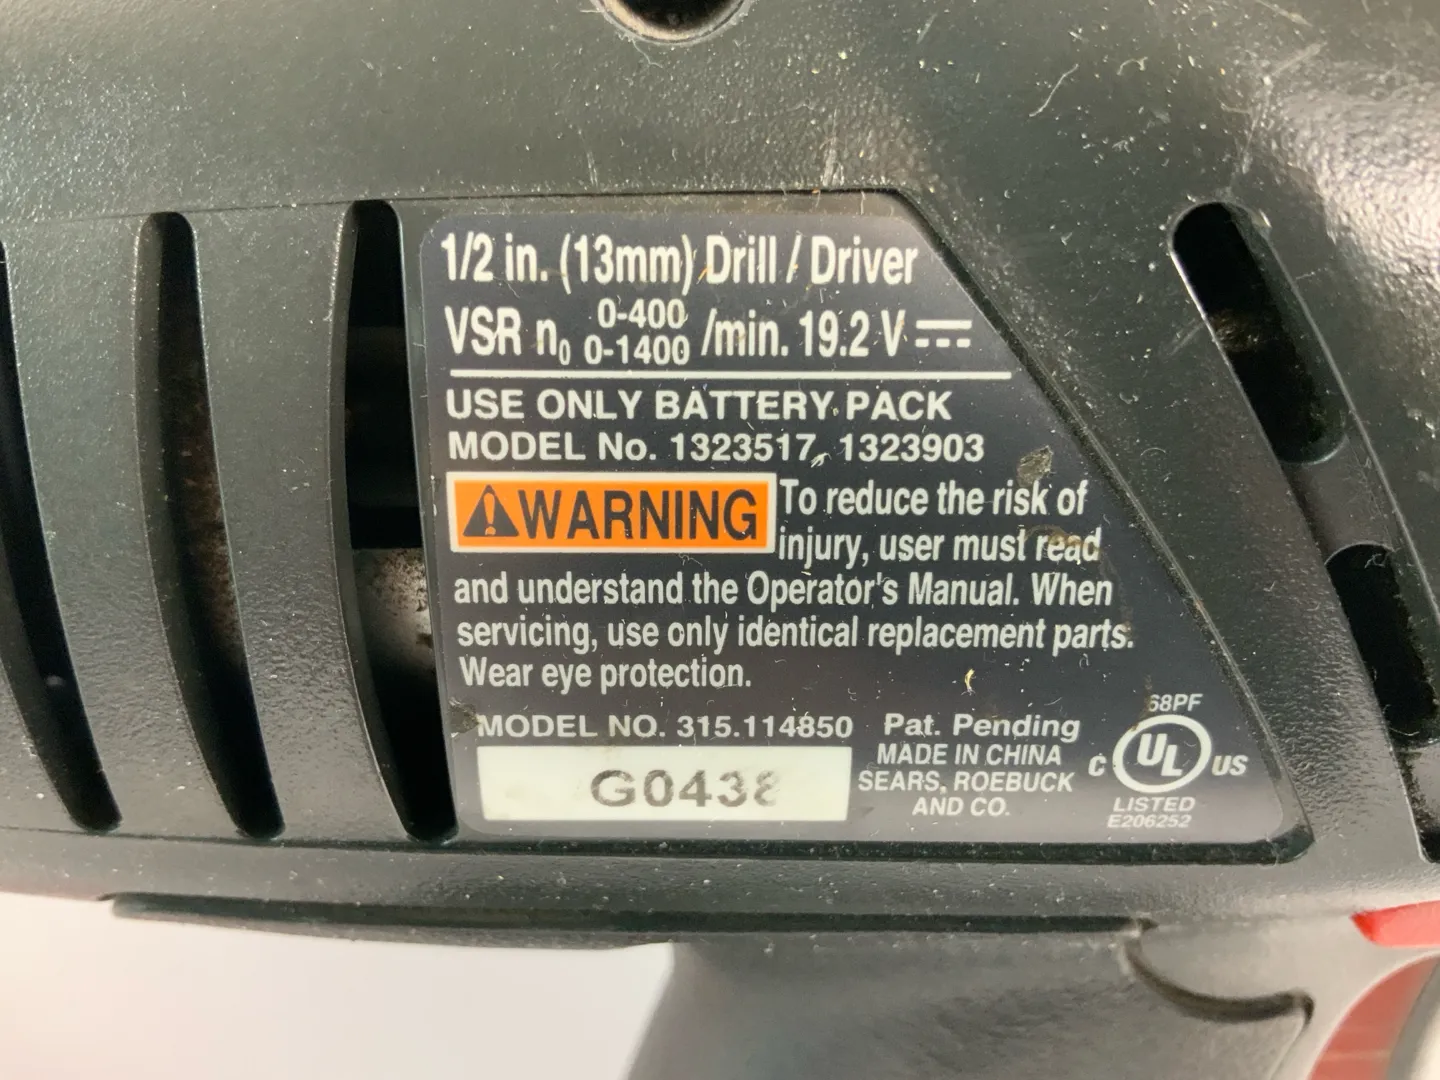 1/2 in. (13mm) Drill / Driver
VSR n0 0-400 0-1400 /min. 19.2 V
USE ONLY BATTERY PACK
MODEL No. 1323517, 1323903
WARNING To reduce the risk of
injury, user must read
and understand the Operator's Manual. When
servicing, use only identical replacement parts.
Wear eye protection.
MODEL NO. 315.114850
G0438
Pat. Pending
MADE IN CHINA
SEARS, ROEBUCK
AND CO.
68PF
C UL US
LISTED
E206252